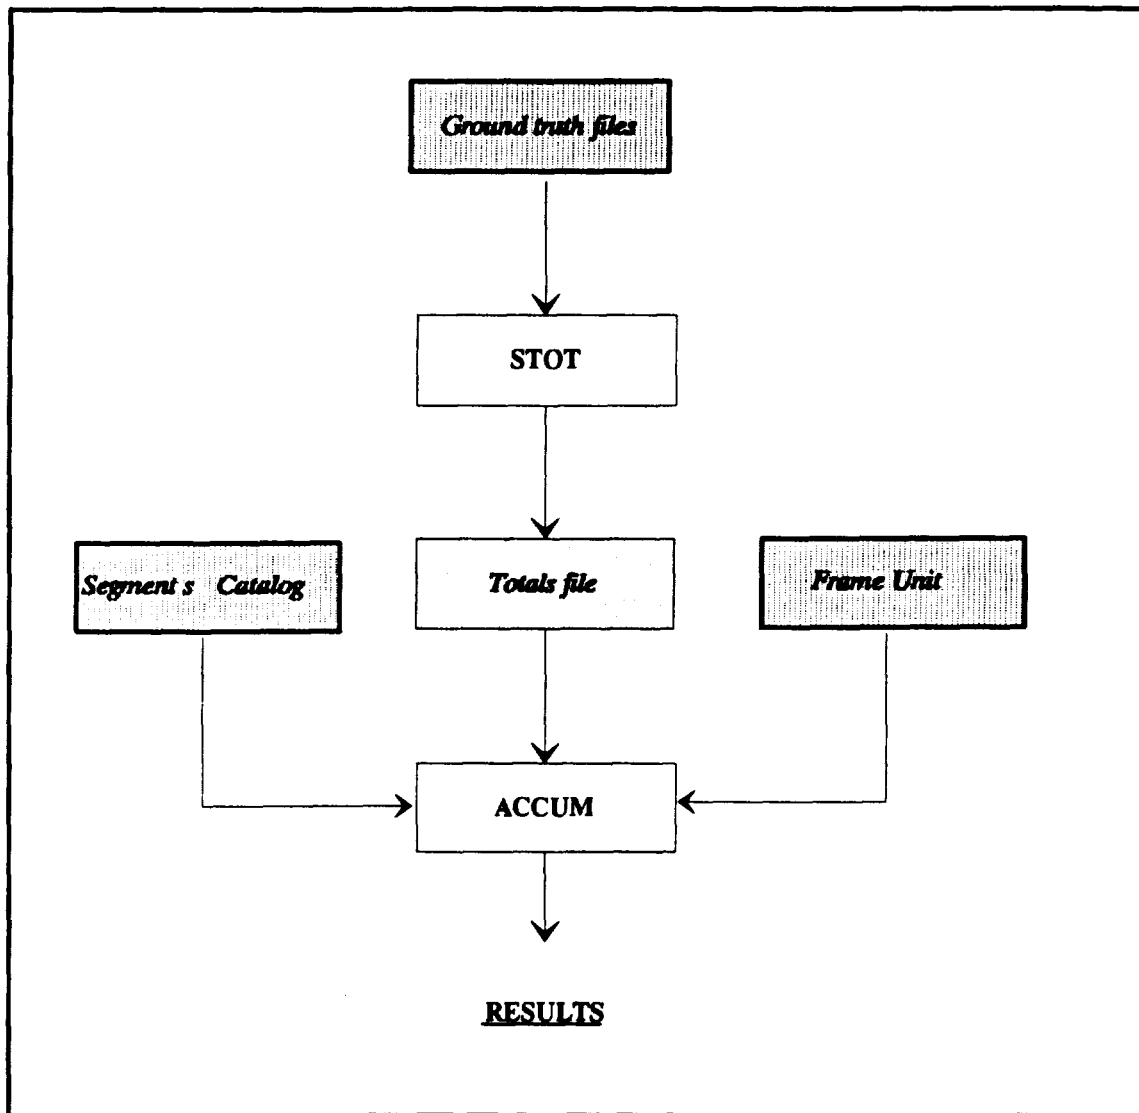 Ground truth files
STOT
Segment s Catalog
Totals file
Frame Unit
ACCUM
RESULTS